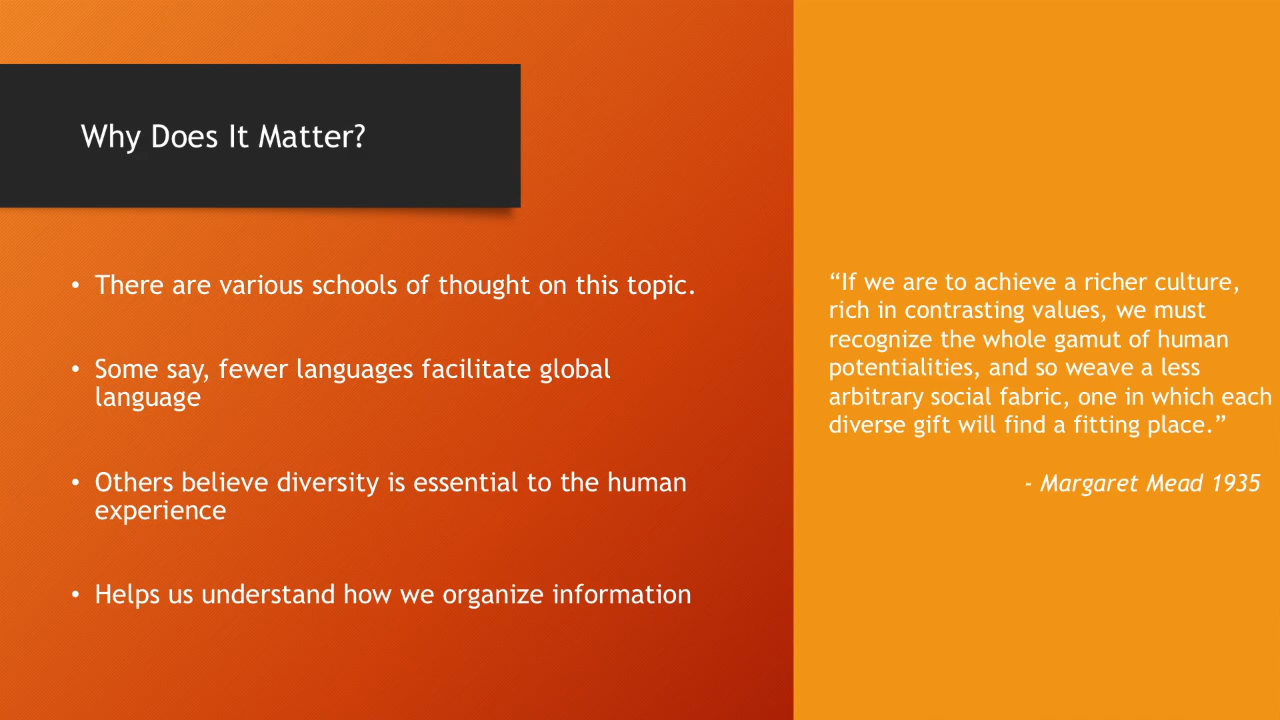 Why Does It Matter?
• There are various schools of thought on this topic.
• Some say, fewer languages facilitate global
language
• Others believe diversity is essential to the human
experience
• Helps us understand how we organize information
“If we are to achieve a richer culture,
rich in contrasting values, we must
recognize the whole gamut of human
potentialities, and so weave a less
arbitrary social fabric, one in which each
diverse gift will find a fitting place.”
- Margaret Mead 1935